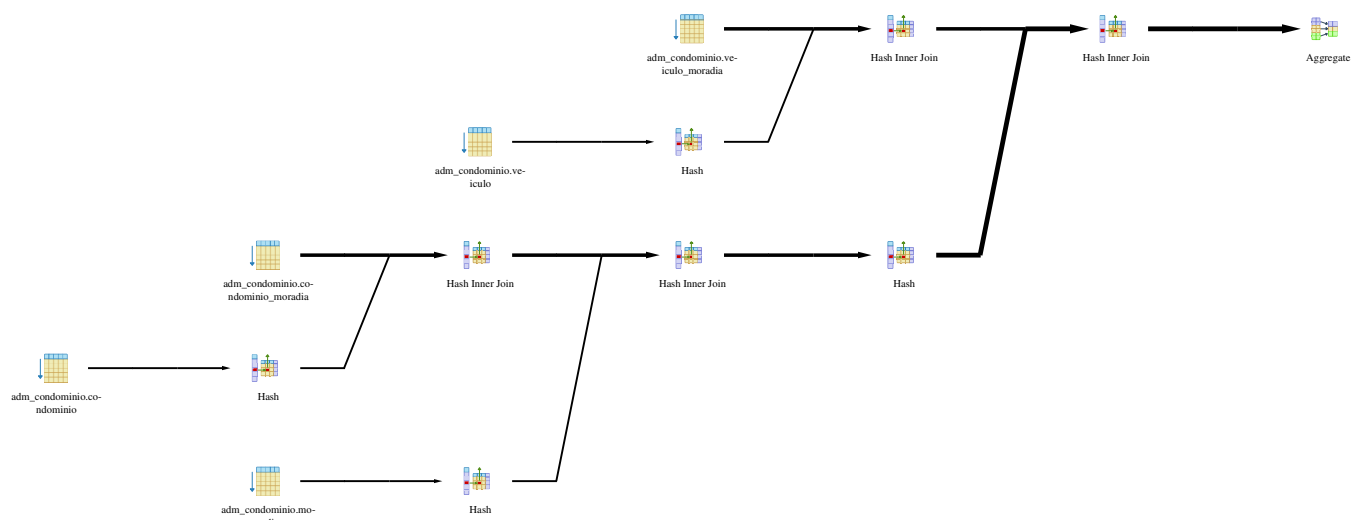 adm_condominio.ve-
iculo_moradia
Hash Inner Join
Hash Inner Join
Aggregate
adm_condominio.ve-
iculo
Hash
adm_condominio.co-
ndominio_moradia
Hash Inner Join
Hash Inner Join
Hash
adm_condominio.co-
ndominio
Hash
adm_condominio.mo-
Hash